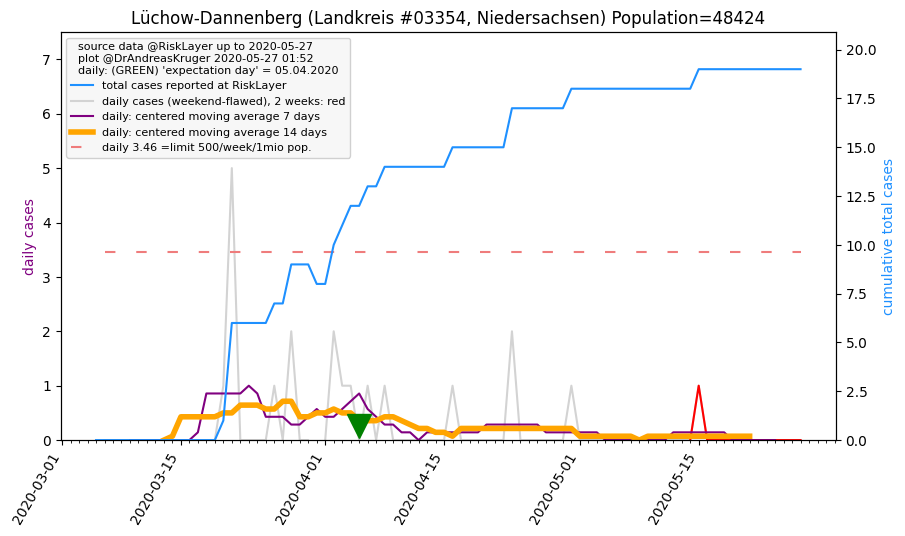 Lüchow-Dannenberg (Landkreis #03354, Niedersachsen) Population=48424
source data @RiskLayer up to 2020-05-27
plot @DrAndreasKruger 2020-05-27 01:52
daily: (GREEN) 'expectation day' = 05.04.2020
total cases reported at RiskLayer
daily cases (weekend-flawed), 2 weeks: red
daily: centered moving average 7 days
daily: centered moving average 14 days
daily 3.46 =limit 500/week/1mio pop.
daily cases
7
6
5
4
3
2
1
0
cumulative total cases
20.0
17.5
15.0
12.5
10.0
7.5
5.0
2.5
0.0
2020-03-01
2020-03-15
2020-04-01
2020-04-15
2020-05-01
2020-05-15